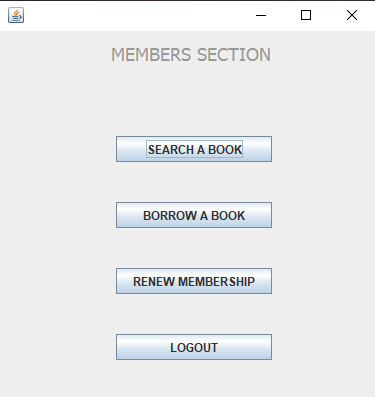 MEMBERS SECTION
SEARCH A BOOK
BORROW A BOOK
RENEW MEMBERSHIP
LOGOUT